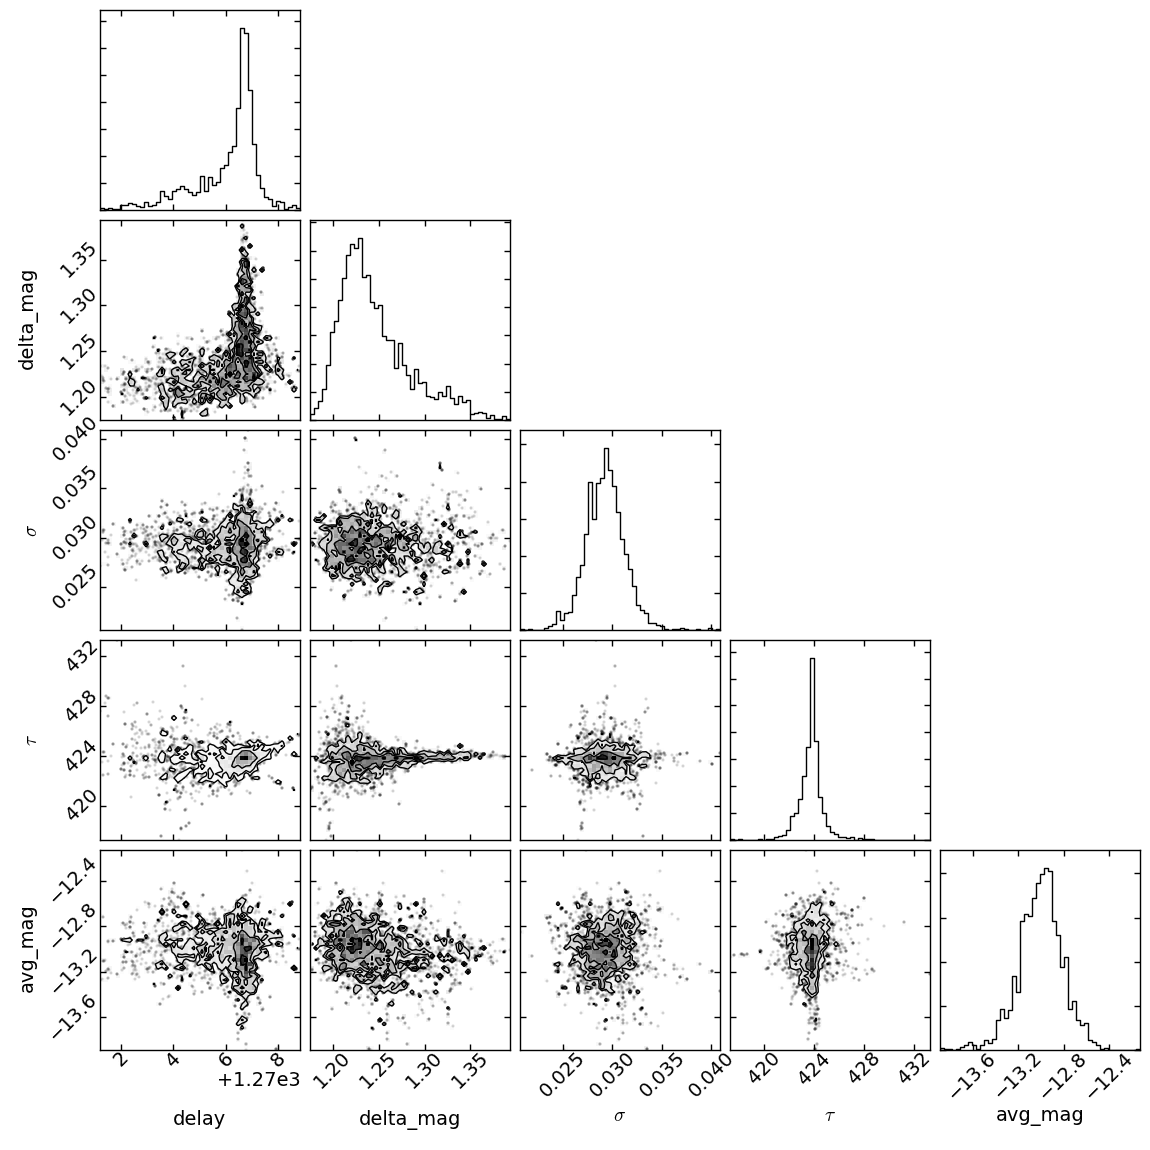 delta_mag
1.35
1.30
1.25
1.20
σ
0.040
0.035
0.030
0.025
τ
432
428
424
420
avg_mag
−12.4
−12.8
−13.2
−13.6
2 4 6 8
+1.27e3
delay
1.20 1.25 1.30 1.35
delta_mag
0.025 0.030 0.035 0.040
σ
420 424 428 432
τ
−13.6 −13.2 −12.8 −12.4
avg_mag